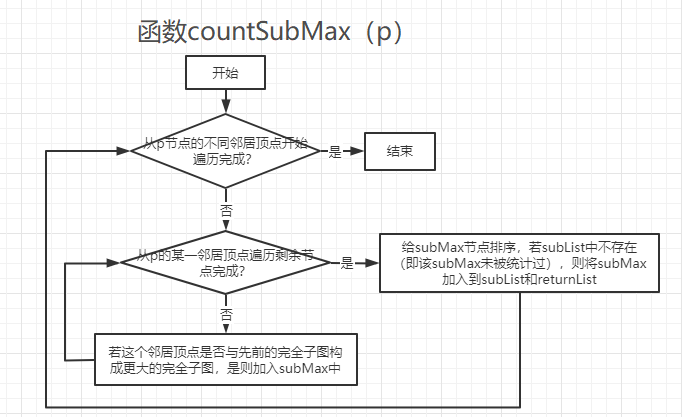 函数countSubMax（p）
开始
从p节点的不同邻居顶点开始
遍历完成?
是
结束
否
从p的某一邻居顶点遍历剩余节
点完成?
是
给subMax节点排序，若subList中不存在
（即该subMax未被统计过），则将subMax
加入到subList和returnList
否
若这个邻居顶点是否与先前的完全子图构
成更大的完全子图，是则加入subMax中